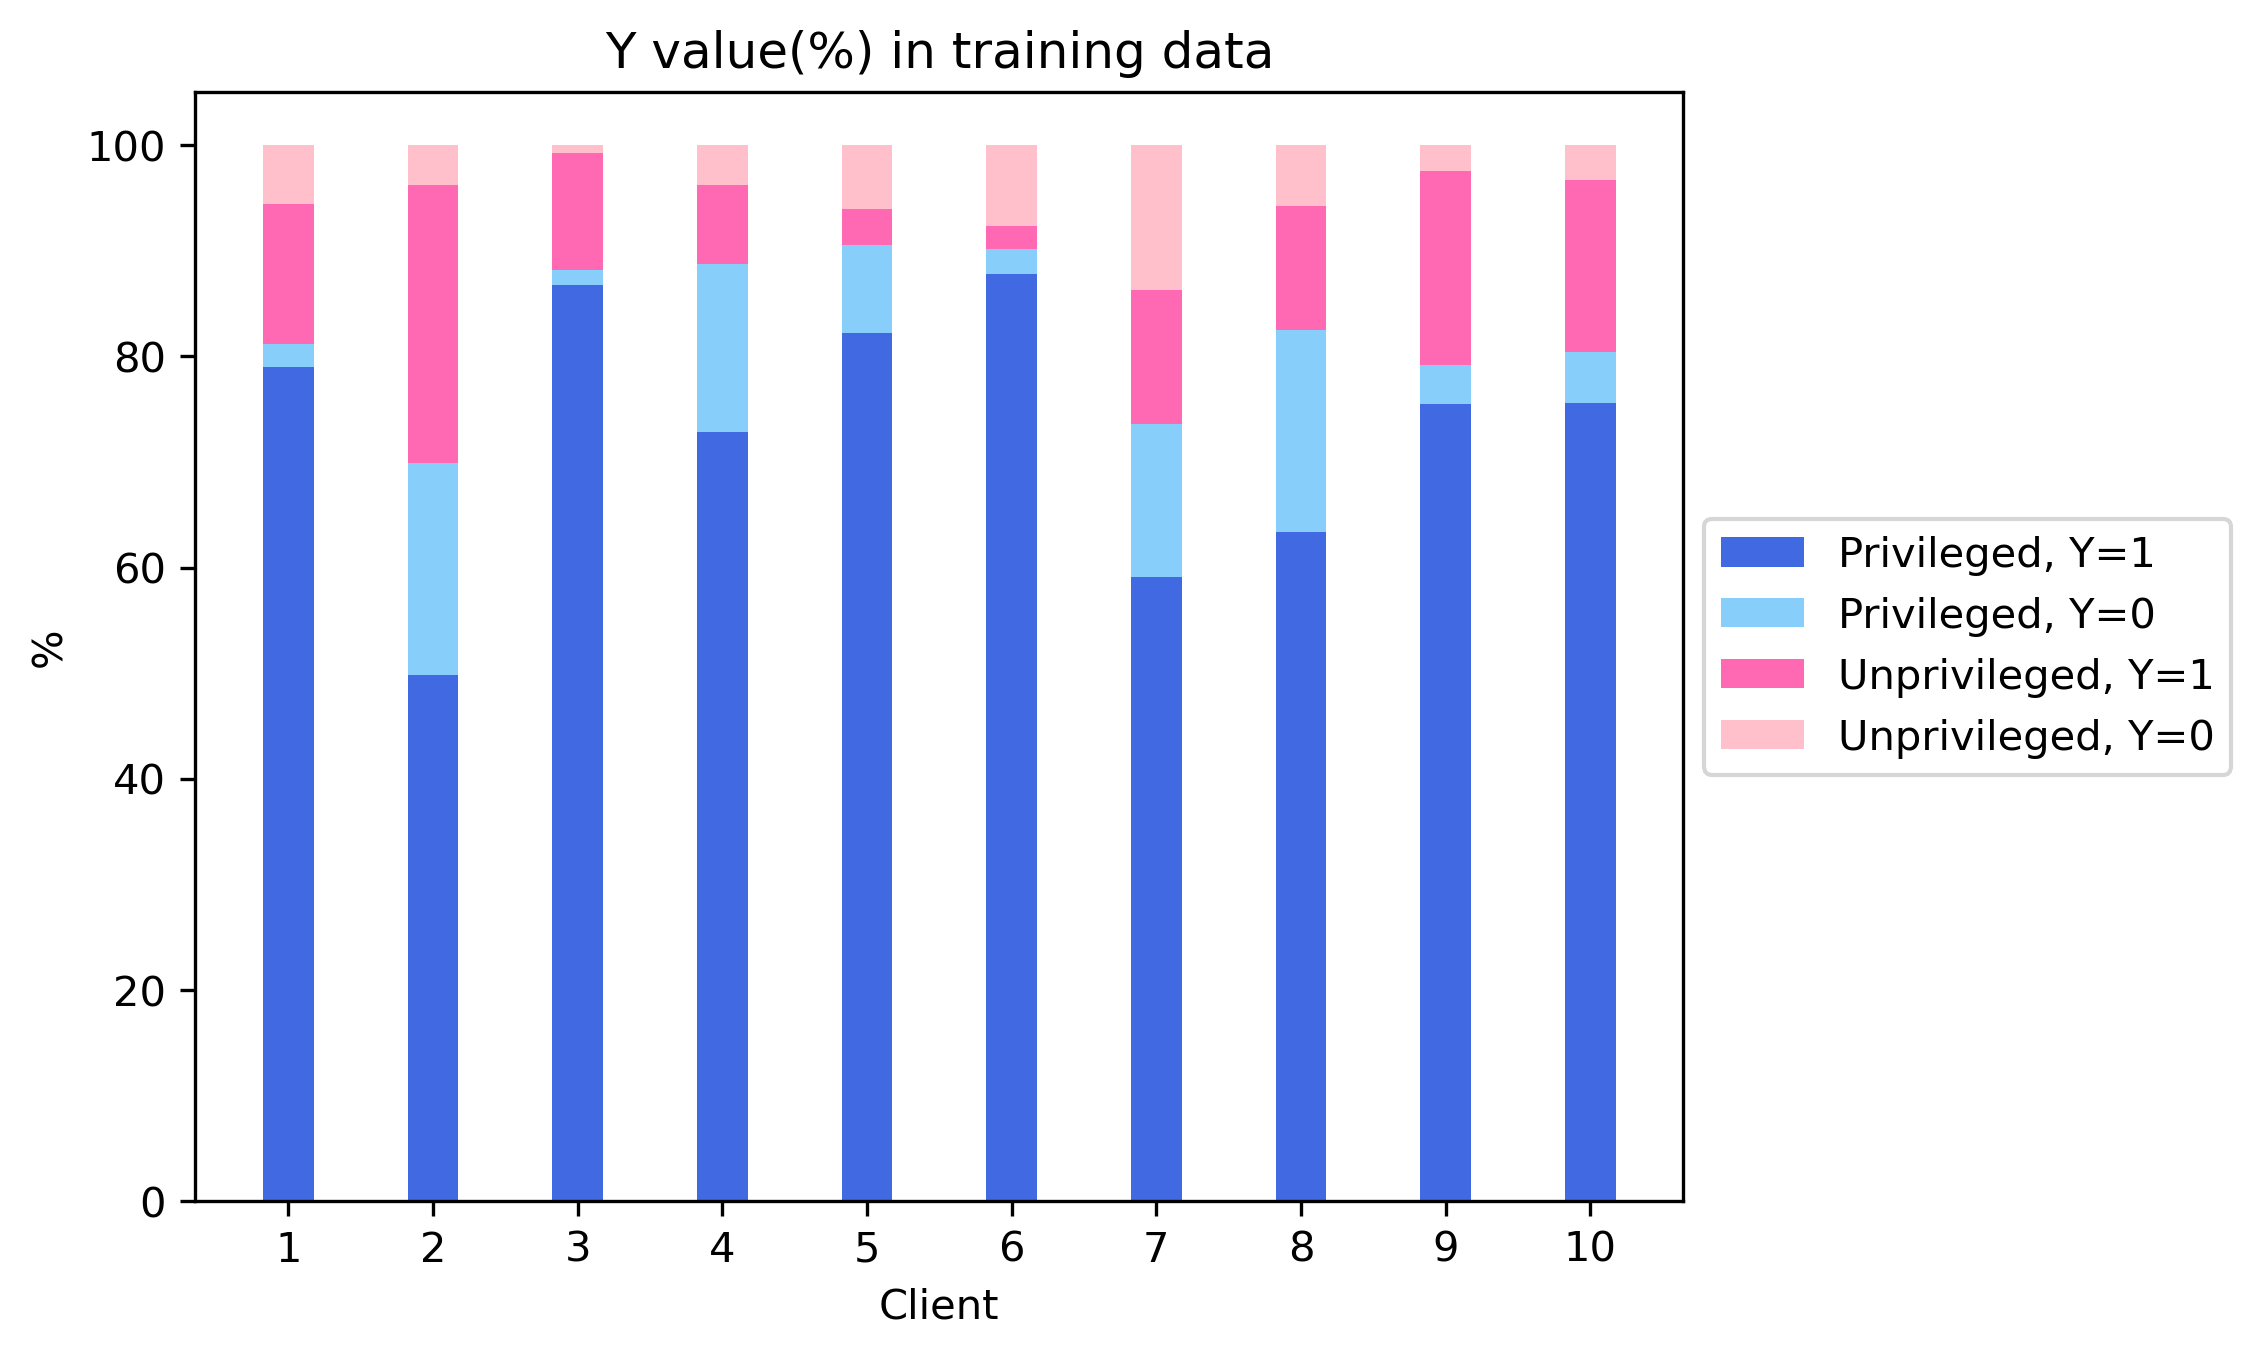 Y value(%) in training data
100
80
60
40
20
0
%
1 2 3 4 5 6 7 8 9 10
Client
Privileged, Y=1
Privileged, Y=0
Unprivileged, Y=1
Unprivileged, Y=0